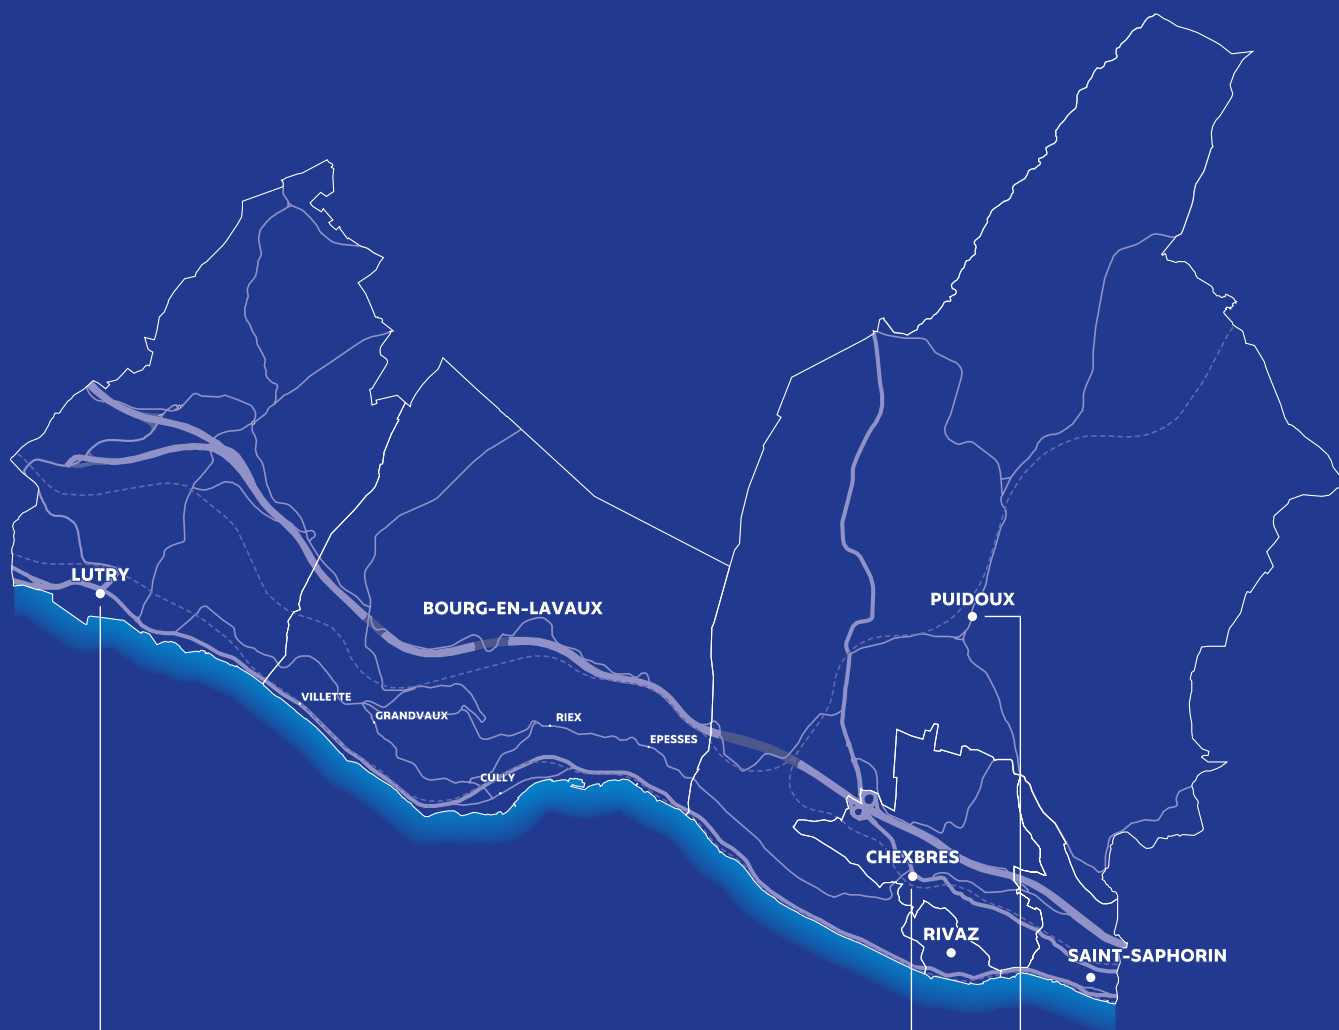 LUTRY
BOURG-EN-LAVAUX
PUIDOUX
VILLETTE
GRANDVAUX
RIEX
EPESSES
CULLY
CHEXBRES
RIVAZ
SAINT-SAPHORIN